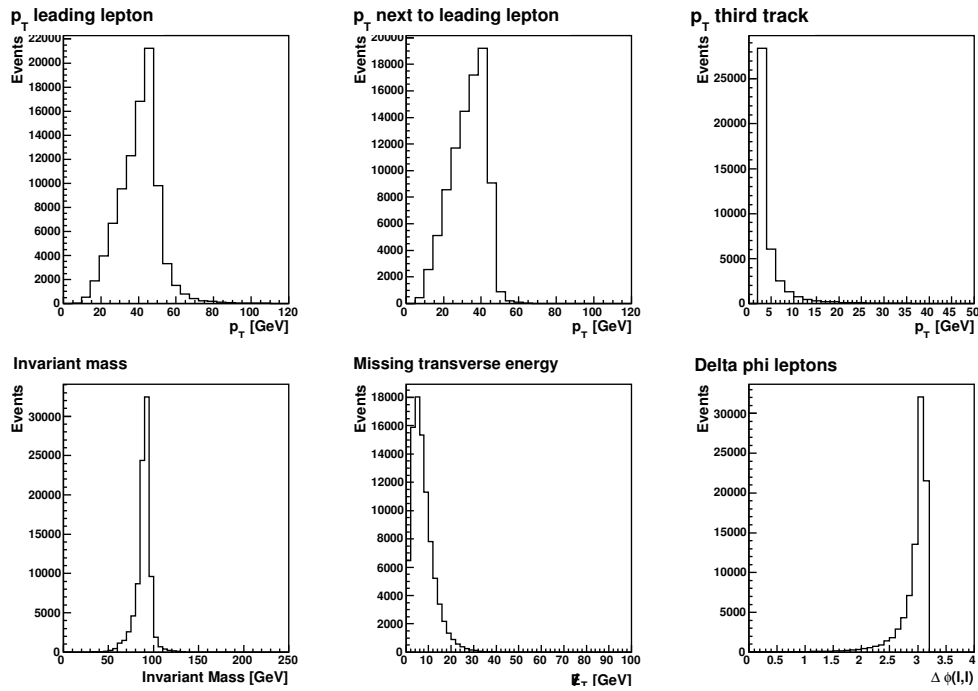 p_T leading lepton
Events
22000
20000
18000
16000
14000
12000
10000
8000
6000
4000
2000
0
0 20 40 60 80 100 120
p_T [GeV]
p_T next to leading lepton
Events
20000
18000
16000
14000
12000
10000
8000
6000
4000
2000
0
0 20 40 60 80 100 120
p_T [GeV]
p_T third track
Events
25000
20000
15000
10000
5000
0
5 10 15 20 25 30 35 40 45 50
p_T [GeV]
Invariant mass
Events
30000
25000
20000
15000
10000
5000
0
0 50 100 150 200 250
Invariant Mass [GeV]
Missing transverse energy
Events
18000
16000
14000
12000
10000
8000
6000
4000
2000
0
0 10 20 30 40 50 60 70 80 90 100
E̸_T [GeV]
Delta phi leptons
Events
30000
25000
20000
15000
10000
5000
0
0 0.5 1 1.5 2 2.5 3 3.5 4
Δ ϕ(l,l)